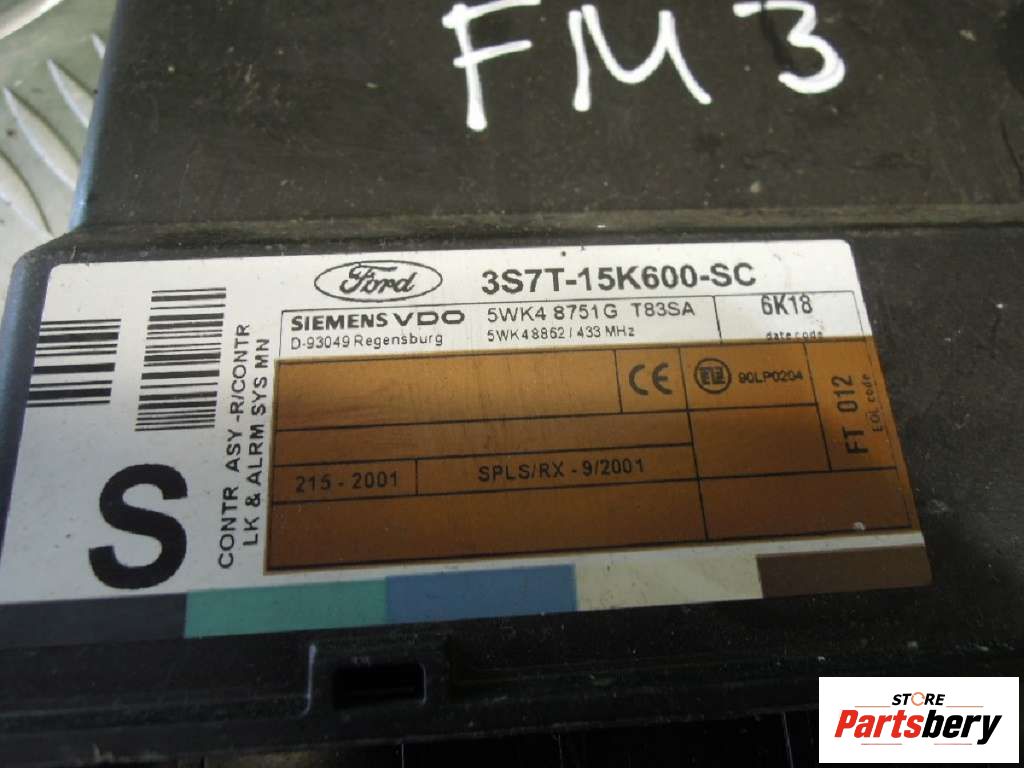 FM 3
Ford
3S7T-15K600-SC
SIEMENS VDO
D-93049 Regensburg
5WK4 8751G T83SA
5WK48862 / 433 MHz
6K18
date code
CE
90LP0204
FT 012
EOL code
215 - 2001
SPLS/RX - 9/2001
CONTR ASY -R/CONTR
LK & ALRM SYS MN
S
STORE
Partsbery